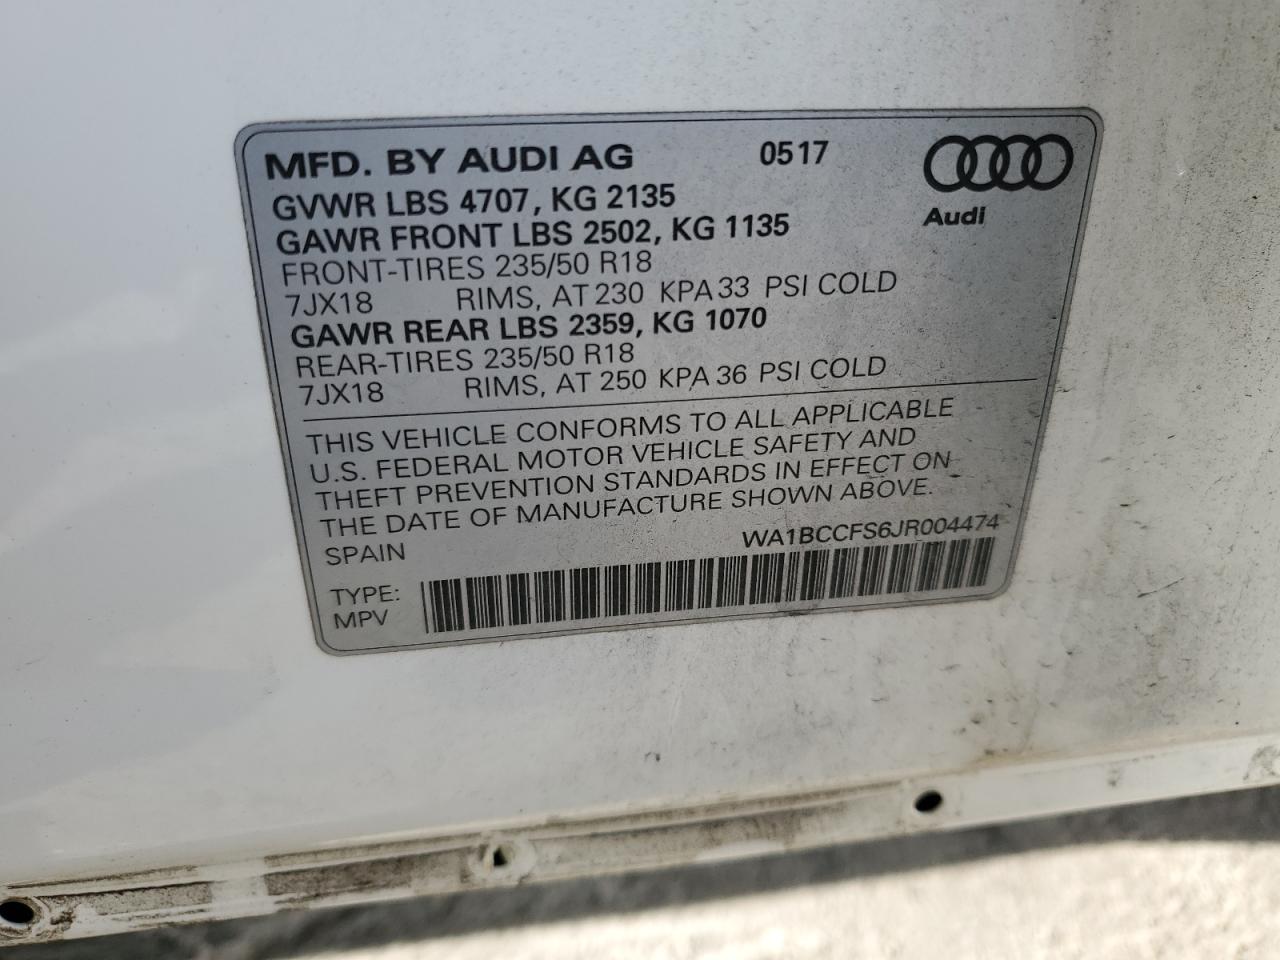 MFD. BY AUDI AG 0517
Audi
GVWR LBS 4707, KG 2135
GAWR FRONT LBS 2502, KG 1135
FRONT-TIRES 235/50 R18
7JX18 RIMS, AT 230 KPA 33 PSI COLD
GAWR REAR LBS 2359, KG 1070
REAR-TIRES 235/50 R18
7JX18 RIMS, AT 250 KPA 36 PSI COLD
THIS VEHICLE CONFORMS TO ALL APPLICABLE
U.S. FEDERAL MOTOR VEHICLE SAFETY AND
THEFT PREVENTION STANDARDS IN EFFECT ON
THE DATE OF MANUFACTURE SHOWN ABOVE.
SPAIN WA1BCCFS6JR004474
TYPE:
MPV